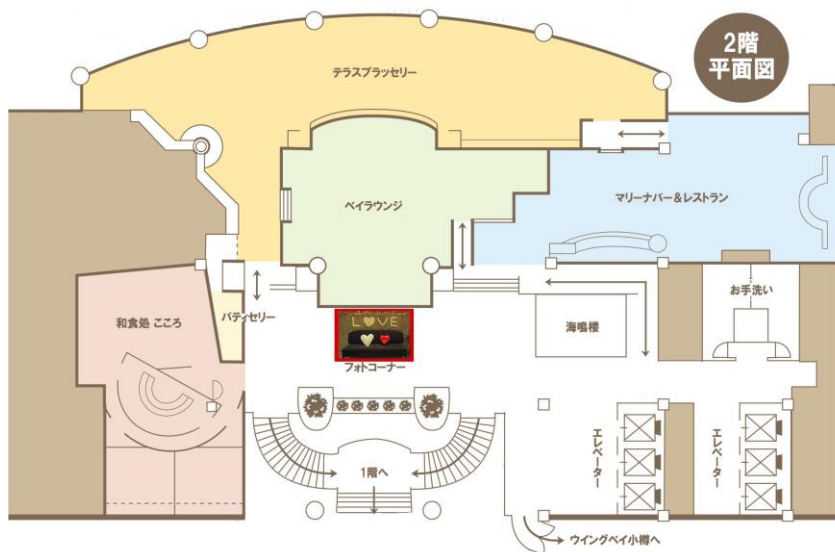 2階
平面図
テラスブラッセリー
ベイラウンジ
マリーナバー&レストラン
お手洗い
和食処 こころ
パティセリー
LOVE
フォトコーナー
海鳴楼
エレベーター
エレベーター
1階へ
ウイングベイ小樽へ